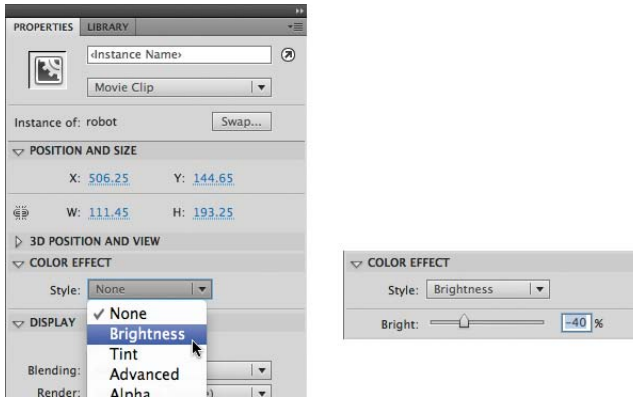 PROPERTIES LIBRARY
<Instance Name>
Movie Clip
Instance of: robot Swap...
POSITION AND SIZE
X: 506.25 Y: 144.65
W: 111.45 H: 193.25
3D POSITION AND VIEW
COLOR EFFECT
Style: None
✓ None
Brightness
Tint
Advanced
Alpha
DISPLAY
Blending:
Render:
COLOR EFFECT
Style: Brightness
Bright: -40 %